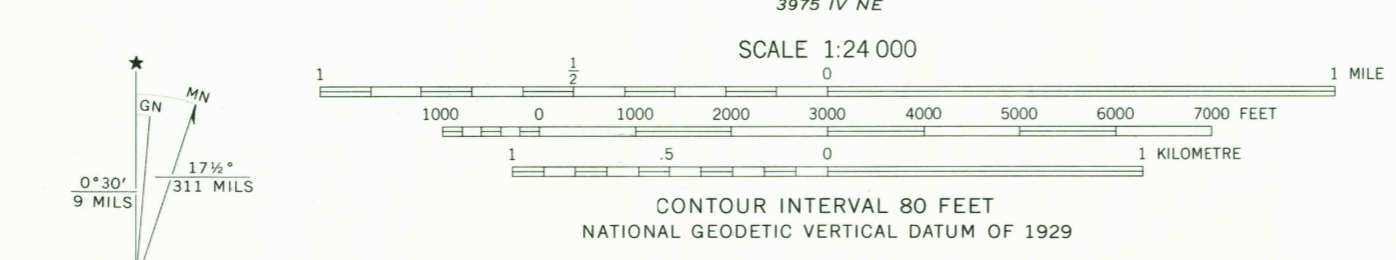 3975 IV NE
SCALE 1:24 000
1 1/2 0 1 MILE
1000 0 1000 2000 3000 4000 5000 6000 7000 FEET
1 .5 0 1 KILOMETRE
CONTOUR INTERVAL 80 FEET
NATIONAL GEODETIC VERTICAL DATUM OF 1929
★
GN
MN
0°30′
9 MILS
17½°
311 MILS